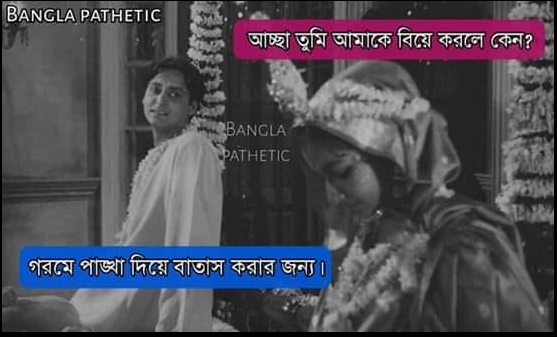 BANGLA PATHETIC
আচ্ছা তুমি আমাকে বিয়ে করলে কেন?
BANGLA
PATHETIC
গরমে পাঙ্খা দিয়ে বাতাস করার জন্য।